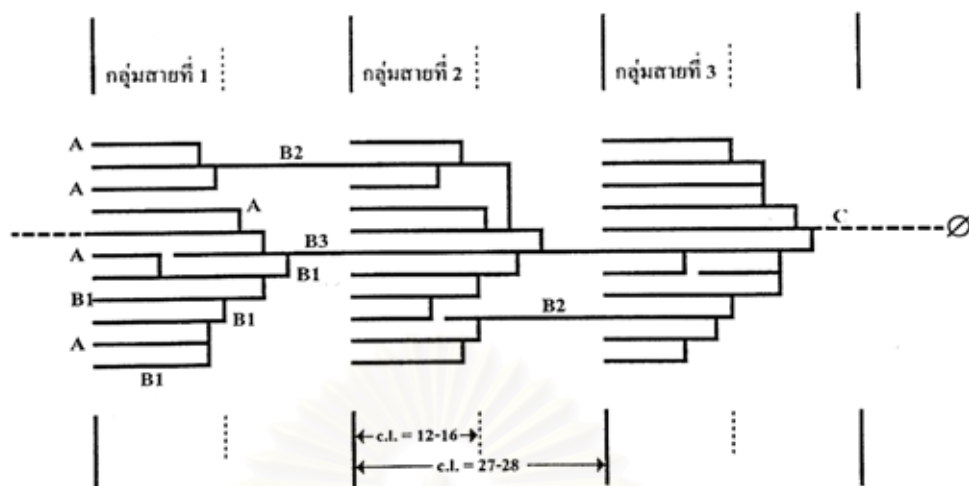 กลุ่มสายที่ 1
กลุ่มสายที่ 2
กลุ่มสายที่ 3
A
B2
A
A
C
∅
B3
A
B1
B1
B1
B2
A
B1
c.l. = 12-16
c.l. = 27-28